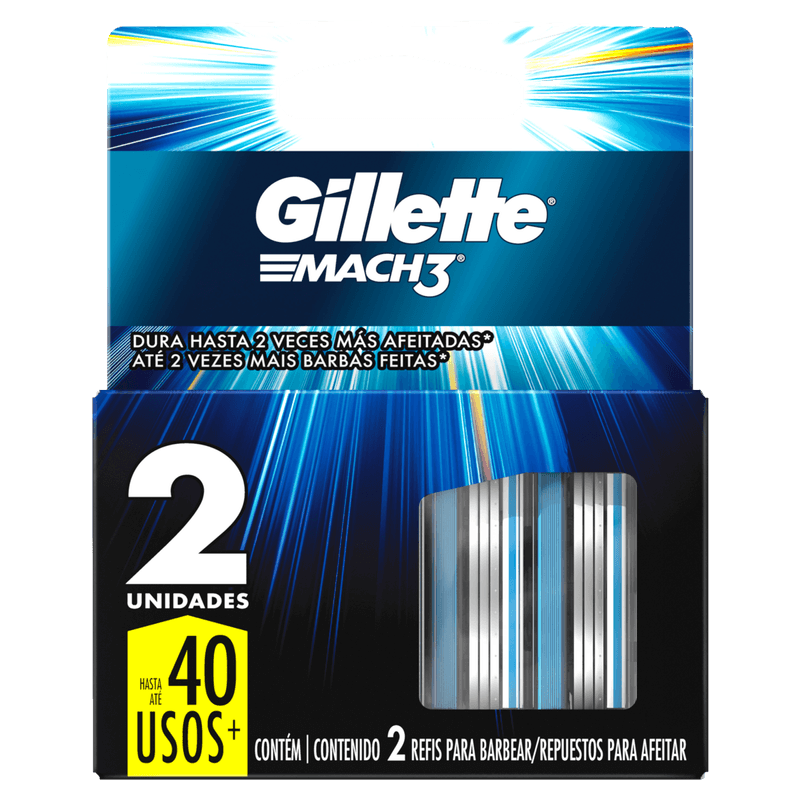 Gillette®
MACH3®
DURA HASTA 2 VECES MÁS AFEITADAS*
ATÉ 2 VEZES MAIS BARBAS FEITAS*
2
UNIDADES
HASTA
ATÉ
40
USOS+
CONTÉM | CONTENIDO 2 REFIS PARA BARBEAR/REPUESTOS PARA AFEITAR